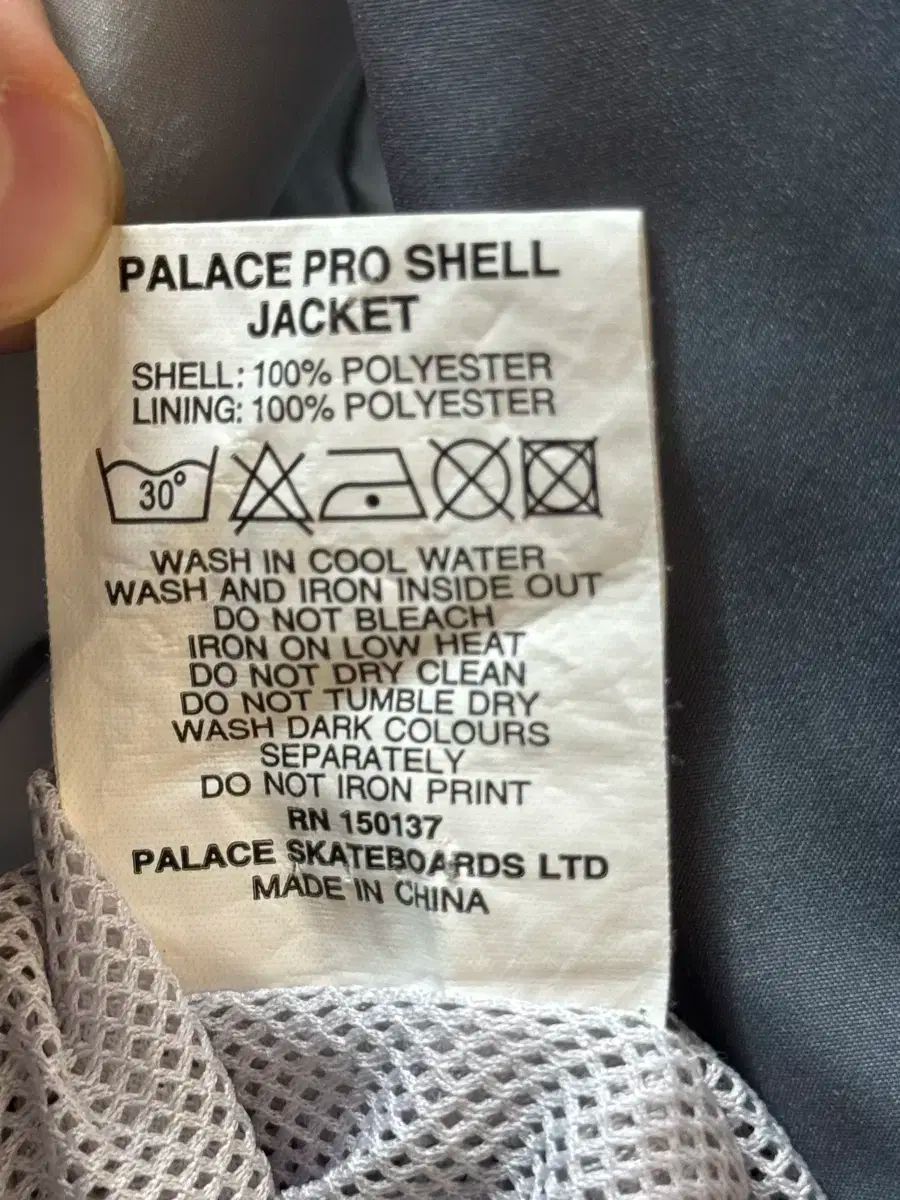 PALACE PRO SHELL
JACKET
SHELL: 100% POLYESTER
LINING: 100% POLYESTER
30°
WASH IN COOL WATER
WASH AND IRON INSIDE OUT
DO NOT BLEACH
IRON ON LOW HEAT
DO NOT DRY CLEAN
DO NOT TUMBLE DRY
WASH DARK COLOURS
SEPARATELY
DO NOT IRON PRINT
RN 150137
PALACE SKATEBOARDS LTD
MADE IN CHINA